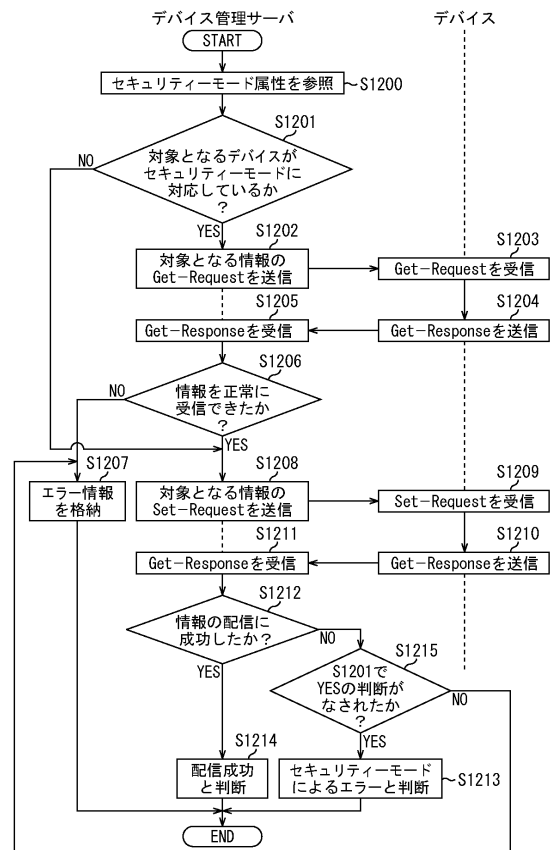 デバイス管理サーバ
デバイス
START
セキュリティーモード属性を参照
S1200
S1201
対象となるデバイスが
セキュリティーモードに
対応しているか
?
NO
YES
S1202
対象となる情報の
Get-Requestを送信
S1203
Get-Requestを受信
S1205
Get-Responseを受信
S1204
Get-Responseを送信
S1206
情報を正常に
受信できたか
?
NO
YES
S1207
エラー情報
を格納
S1208
対象となる情報の
Set-Requestを送信
S1209
Set-Requestを受信
S1211
Get-Responseを受信
S1210
Get-Responseを送信
S1212
情報の配信に
成功したか?
NO
YES
S1215
S1201で
YESの判断が
なされたか
?
NO
YES
S1214
配信成功
と判断
セキュリティーモード
によるエラーと判断
S1213
END